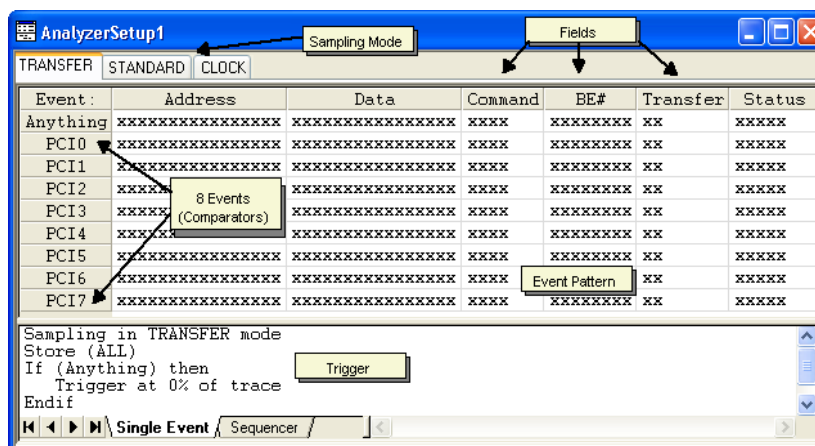 AnalyzerSetup1
Sampling Mode
Fields
TRANSFER STANDARD CLOCK
Event: Address Data Command BE# Transfer Status
Anything xxxxxxxxxxxxxxxx xxxxxxxxxxxxxxxx xxxx xxxxxxxx xx xxxxx
PCI0 xxxxxxxxxxxxxxxx xxxxxxxxxxxxxxxx xxxx xxxxxxxx xx xxxxx
PCI1 xxxxxxxxxxxxxxxx xxxxxxxxxxxxxxxx xxxx xxxxxxxx xx xxxxx
PCI2 xxxxxxxxxxxxxxxx xxxxxxxxxxxxxxxx xxxx xxxxxxxx xx xxxxx
8 Events
(Comparators)
PCI3 xxxxxxxxxxxxxxxx xxxxxxxxxxxxxxxx xxxx xxxxxxxx xx xxxxx
PCI4 xxxxxxxxxxxxxxxx xxxxxxxxxxxxxxxx xxxx xxxxxxxx xx xxxxx
PCI5 xxxxxxxxxxxxxxxx xxxxxxxxxxxxxxxx xxxx xxxxxxxx xx xxxxx
PCI6 xxxxxxxxxxxxxxxx xxxxxxxxxxxxxxxx xxxx Event Pattern xx xxxxx
PCI7 xxxxxxxxxxxxxxxx xxxxxxxxxxxxxxxx xxxx xxxxxxxx xx xxxxx
Sampling in TRANSFER mode
Store (ALL)
If (Anything) then
Trigger
Trigger at 0% of trace
Endif
Single Event Sequencer